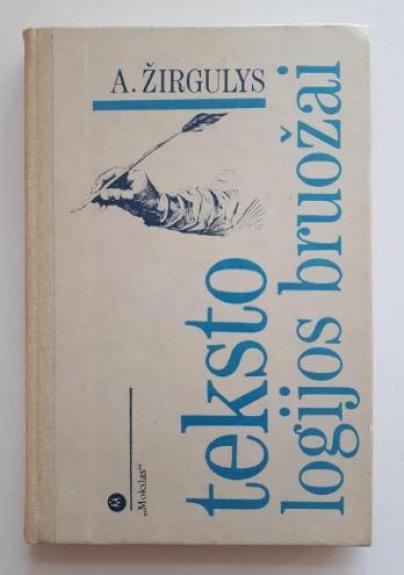 A. ŽIRGULYS
teksto
logijos bruožai
„Mokslas“